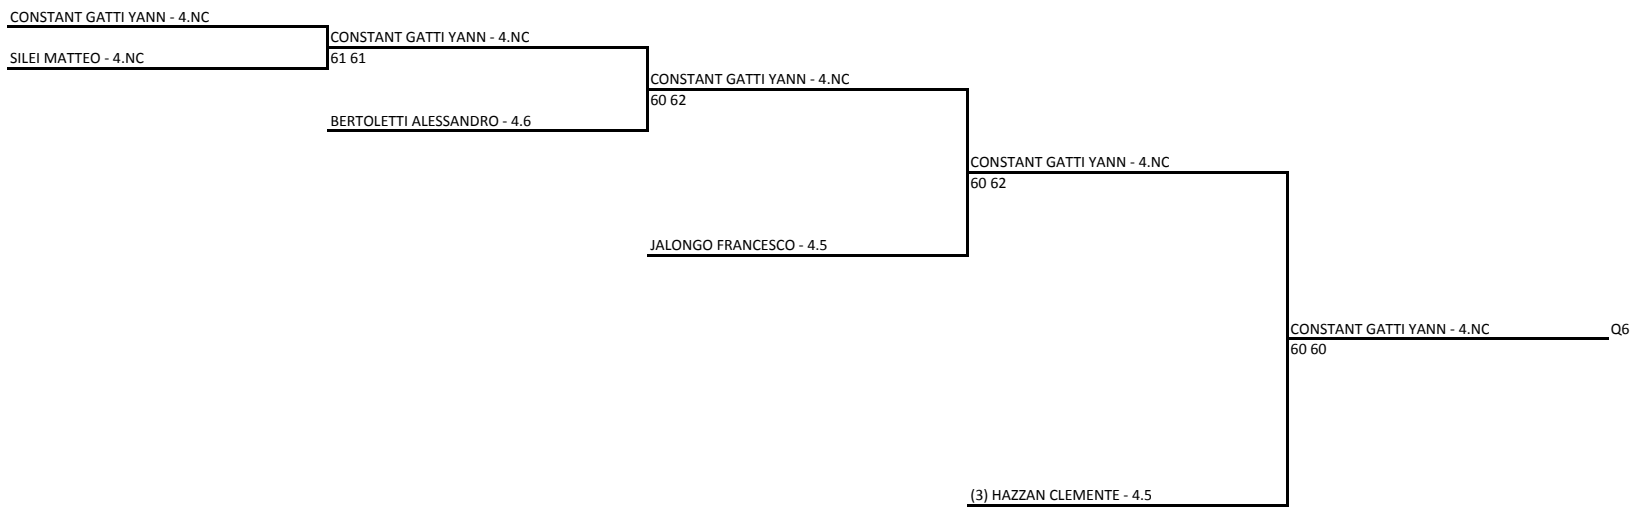 CONSTANT GATTI YANN - 4.NC
CONSTANT GATTI YANN - 4.NC
SILEI MATTEO - 4.NC
61 61
CONSTANT GATTI YANN - 4.NC
60 62
BERTOLETTI ALESSANDRO - 4.6
CONSTANT GATTI YANN - 4.NC
60 62
JALONGO FRANCESCO - 4.5
CONSTANT GATTI YANN - 4.NC
Q6
60 60
(3) HAZZAN CLEMENTE - 4.5